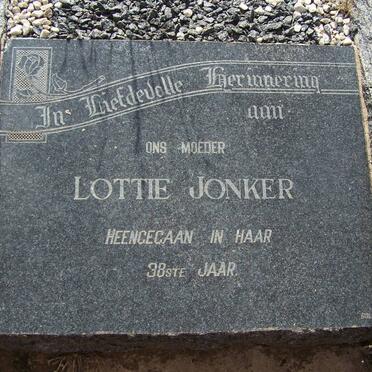 In Liefdevolle Herinnering
aan
ONS MOEDER
LOTTIE JONKER
HEENGEGAAN IN HAAR
38STE JAAR